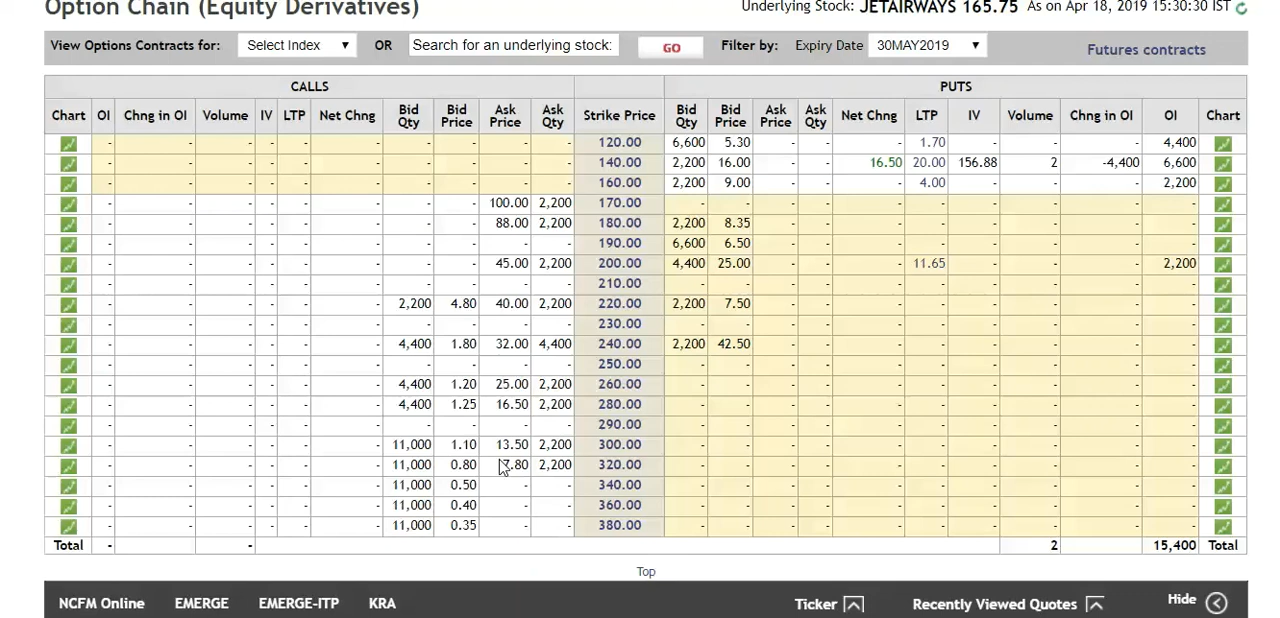 Option Chain (Equity Derivatives) Underlying Stock: JETAIRWAYS 165.75 As on Apr 18, 2019 15:30:30 IST
View Options Contracts for: Select Index ▼ OR Search for an underlying stock: GO Filter by: Expiry Date 30MAY2019 ▼ Futures contracts
CALLS PUTS
Chart OI Chng in OI Volume IV LTP Net Chng Bid Qty Bid Price Ask Price Ask Qty Strike Price Bid Qty Bid Price Ask Price Ask Qty Net Chng LTP IV Volume Chng in OI OI Chart
- - - - - - - - - - 120.00 6,600 5.30 - - - 1.70 - - - 4,400
- - - - - - - - - - 140.00 2,200 16.00 - - 16.50 20.00 156.88 2 -4,400 6,600
- - - - - - - - - - 160.00 2,200 9.00 - - - 4.00 - - - 2,200
- - - - - - - - 100.00 2,200 170.00 - - - - - - - - - -
- - - - - - - - 88.00 2,200 180.00 2,200 8.35 - - - - - - - -
- - - - - - - - - - 190.00 6,600 6.50 - - - - - - - -
- - - - - - - - 45.00 2,200 200.00 4,400 25.00 - - - 11.65 - - - 2,200
- - - - - - - - - - 210.00 - - - - - - - - - -
- - - - - - 2,200 4.80 40.00 2,200 220.00 2,200 7.50 - - - - - - - -
- - - - - - - - - - 230.00 - - - - - - - - - -
- - - - - - 4,400 1.80 32.00 4,400 240.00 2,200 42.50 - - - - - - - -
- - - - - - - - - - 250.00 - - - - - - - - - -
- - - - - - 4,400 1.20 25.00 2,200 260.00 - - - - - - - - - -
- - - - - - 4,400 1.25 16.50 2,200 280.00 - - - - - - - - - -
- - - - - - - - - - 290.00 - - - - - - - - - -
- - - - - - 11,000 1.10 13.50 2,200 300.00 - - - - - - - - - -
- - - - - - 11,000 0.80 2,200 320.00 - - - - - - - - - -
- - - - - - 11,000 0.50 - - 340.00 - - - - - - - - - -
- - - - - - 11,000 0.40 - - 360.00 - - - - - - - - - -
- - - - - - 11,000 0.35 - - 380.00 - - - - - - - - - -
Total - - 2 15,400 Total
Top
NCFM Online EMERGE EMERGE-ITP KRA Ticker Recently Viewed Quotes Hide